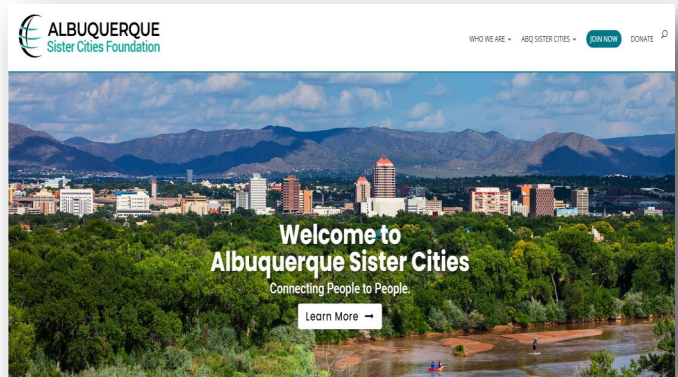 ALBUQUERQUE
Sister Cities Foundation
WHO WE ARE
ABQ SISTER CITIES
JOIN NOW
DONATE
Welcome to
Albuquerque Sister Cities
Connecting People to People.
Learn More →